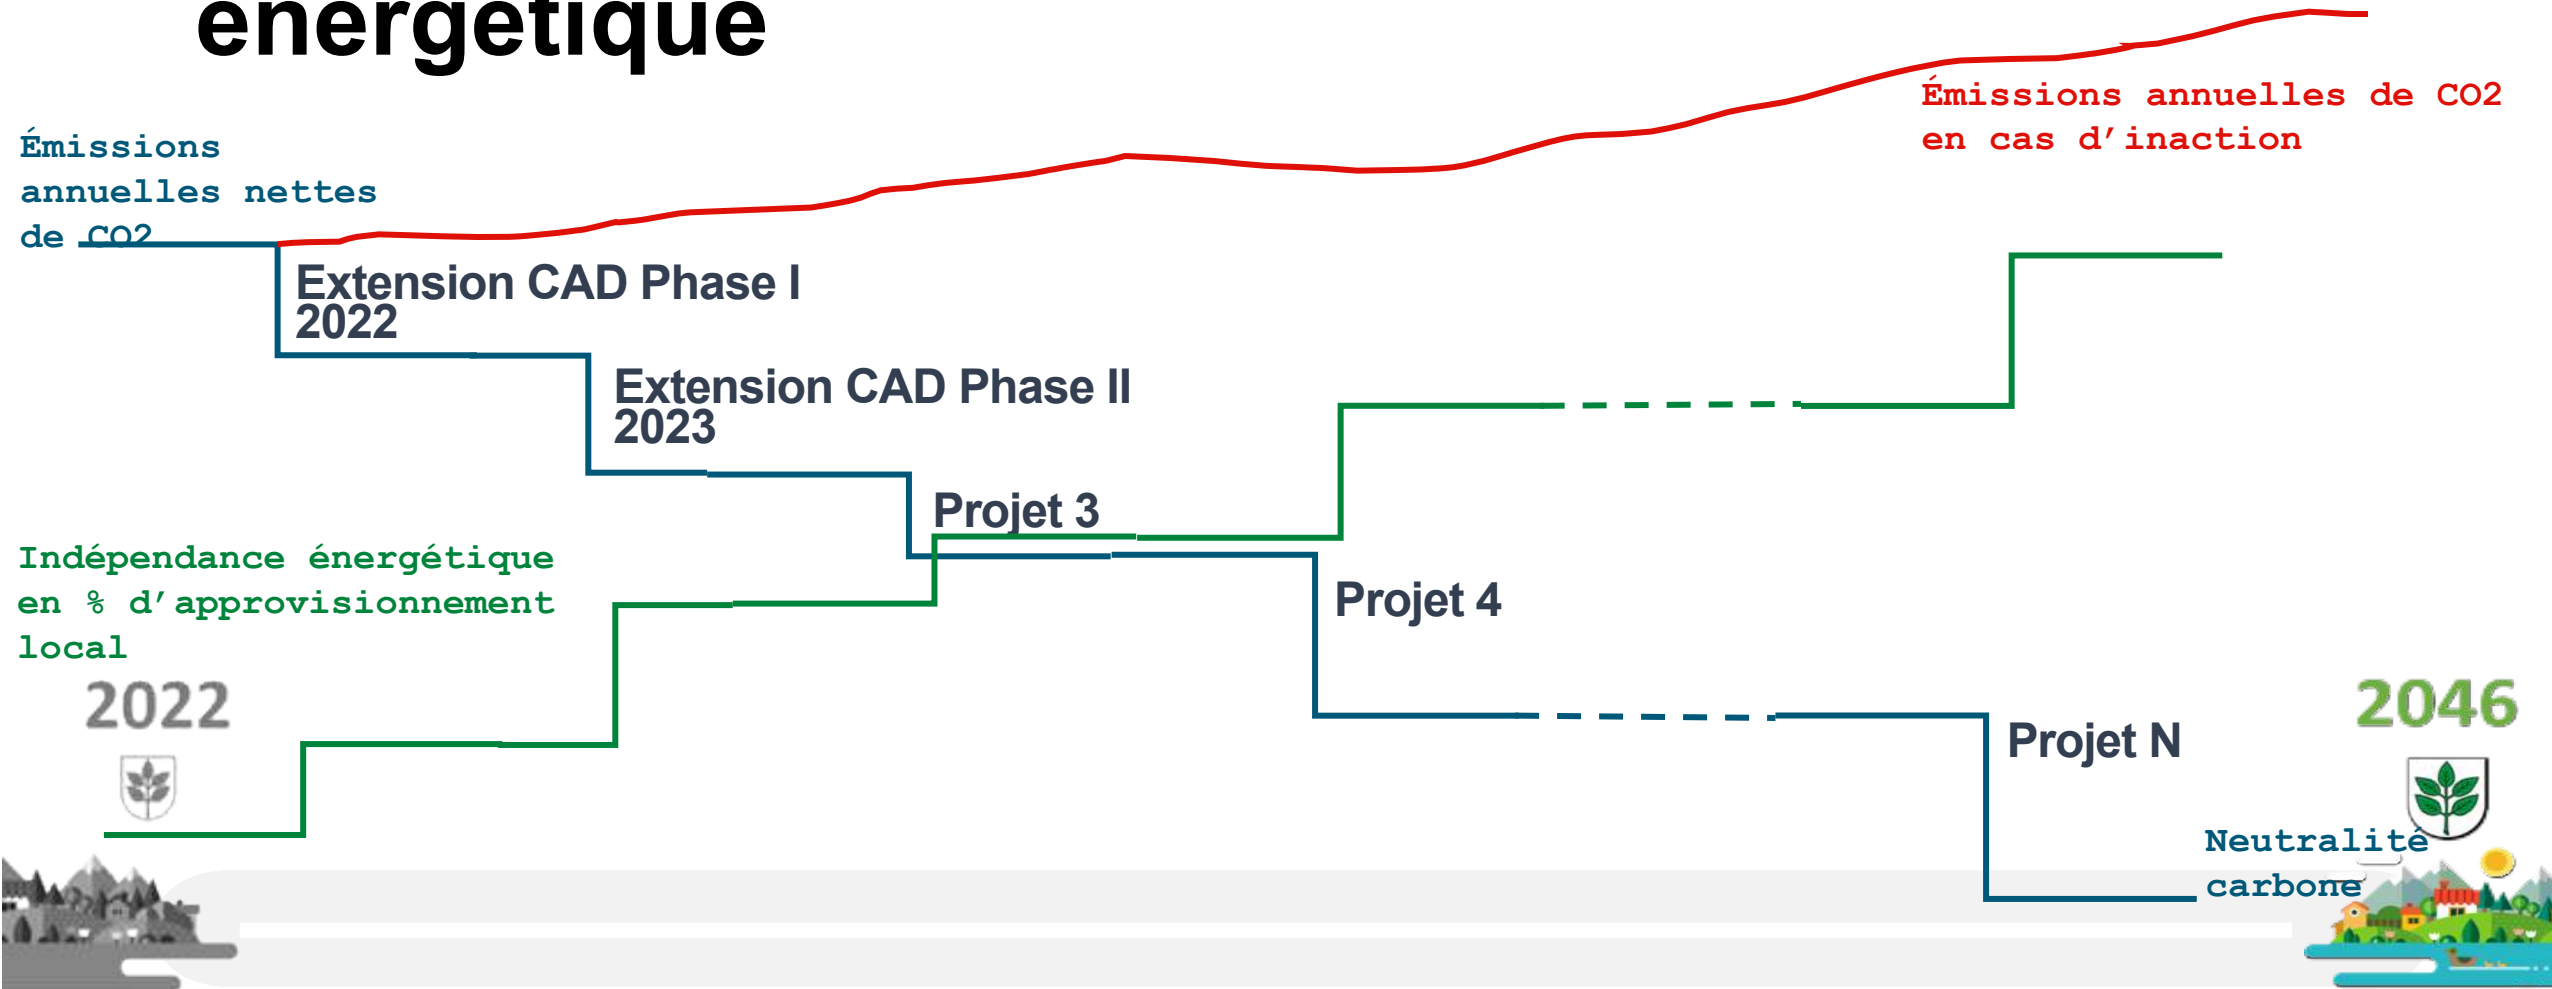 énergétique
Émissions annuelles de CO2
en cas d’inaction
Émissions
annuelles nettes
de CO2
Extension CAD Phase I
2022
Extension CAD Phase II
2023
Projet 3
Indépendance énergétique
en % d’approvisionnement
local
Projet 4
2022
2046
Projet N
Neutralité
carbone